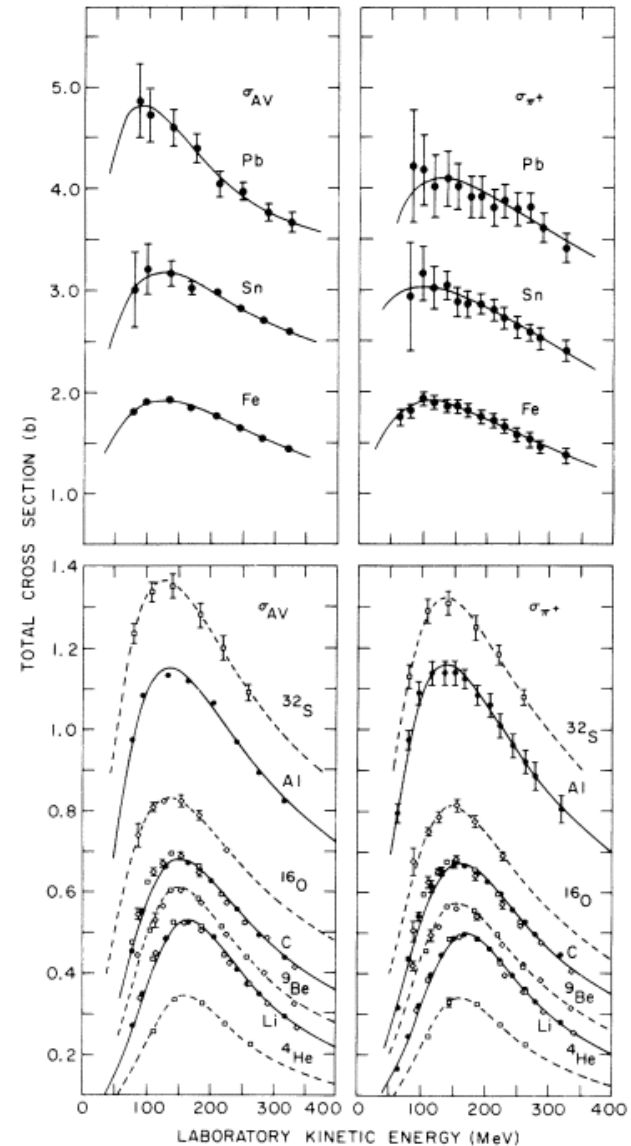 TOTAL CROSS SECTION (b)
5.0
4.0
3.0
2.0
1.0
σAV
Pb
Sn
Fe
σπ+
Pb
Sn
Fe
1.4
1.2
1.0
0.8
0.6
0.4
0.2
σAV
32S
Al
16O
C
9Be
Li
4He
σπ+
32S
Al
16O
C
9Be
Li
4He
0 100 200 300 400
0 100 200 300 400
LABORATORY KINETIC ENERGY (MeV)